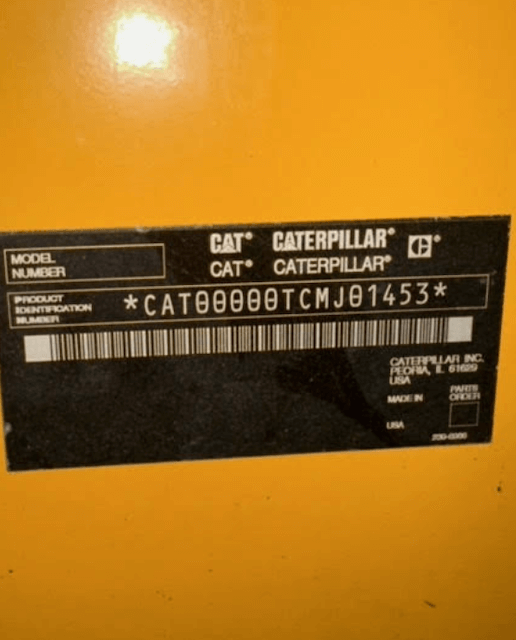 CAT® CATERPILLAR® C®
CAT® CATERPILLAR®
MODEL
NUMBER
PRODUCT
IDENTIFICATION
NUMBER
*CAT00000TCMJ01453*
CATERPILLAR INC.
PEORIA, IL 61629
USA
MADE IN
PARTS
ORDER
USA